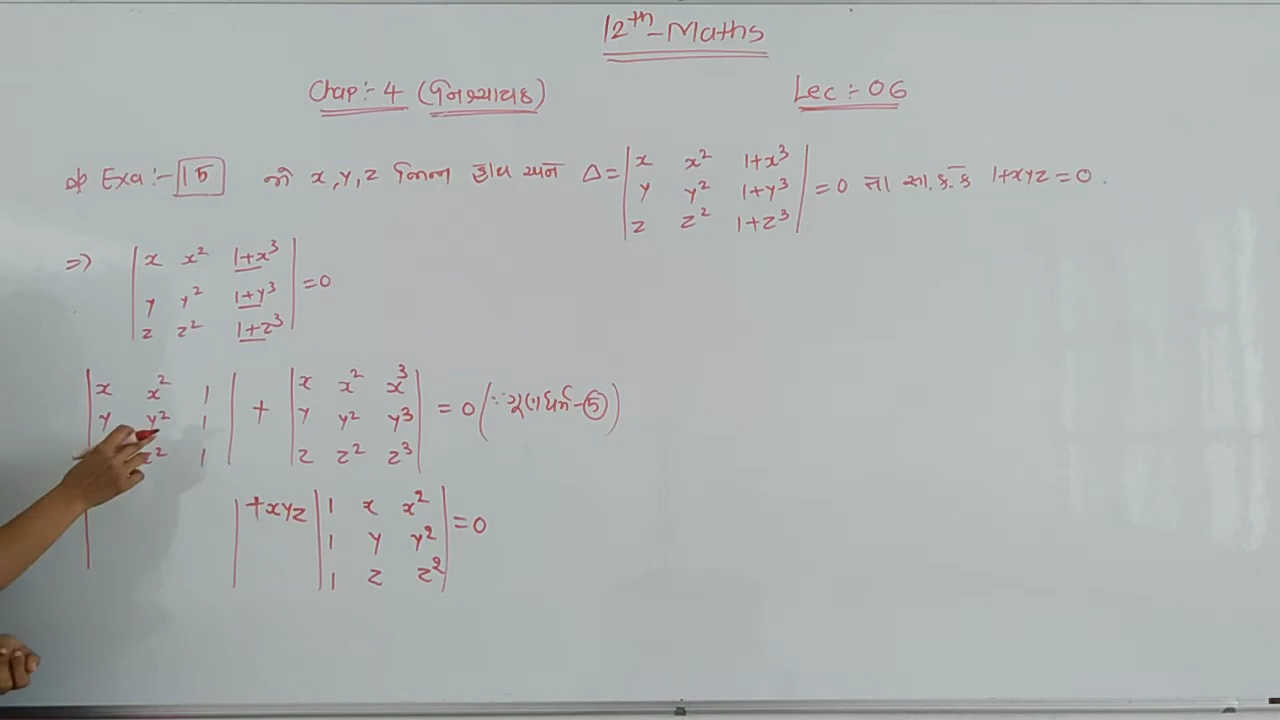 12th - Maths
Chap :- 4 (નિશ્ચાયક)
Lec :- 06
Exa :- 15 જો x, y, z ભિન્ન હોય અને Δ = | x x² 1+x³ | = 0 તો સા. કે. કે 1+xyz = 0.
| y y² 1+y³ |
| z z² 1+z³ |
⇒ | x x² 1+x³ | = 0
| y y² 1+y³ |
| z z² 1+z³ |
| x x² 1 | + | x x² x³ | = 0 (∵ ગુણધર્મ - 5)
| y y² 1 | | y y² y³ |
z² 1 | | z z² z³ |
| | + xyz | 1 x x² | = 0
| 1 y y² |
| 1 z z² |